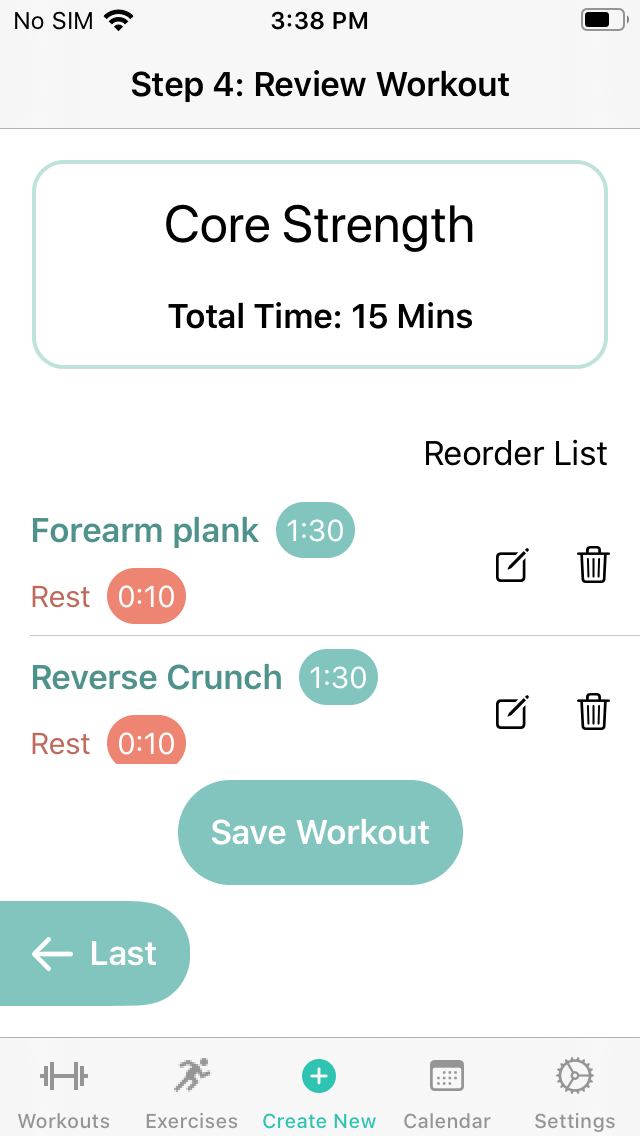 No SIM 3:38 PM
Step 4: Review Workout
Core Strength
Total Time: 15 Mins
Reorder List
Forearm plank 1:30
Rest 0:10
Reverse Crunch 1:30
Rest 0:10
Save Workout
Last
Workouts Exercises Create New Calendar Settings